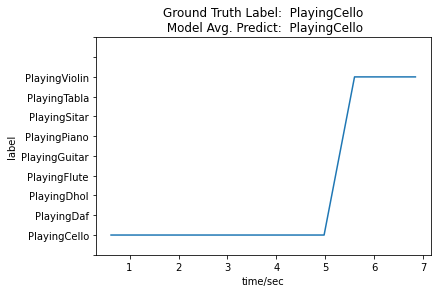 Ground Truth Label:  PlayingCello
Model Avg. Predict:  PlayingCello
PlayingViolin
PlayingTabla
PlayingSitar
PlayingPiano
PlayingGuitar
PlayingFlute
PlayingDhol
PlayingDaf
PlayingCello
label
1 2 3 4 5 6 7
time/sec